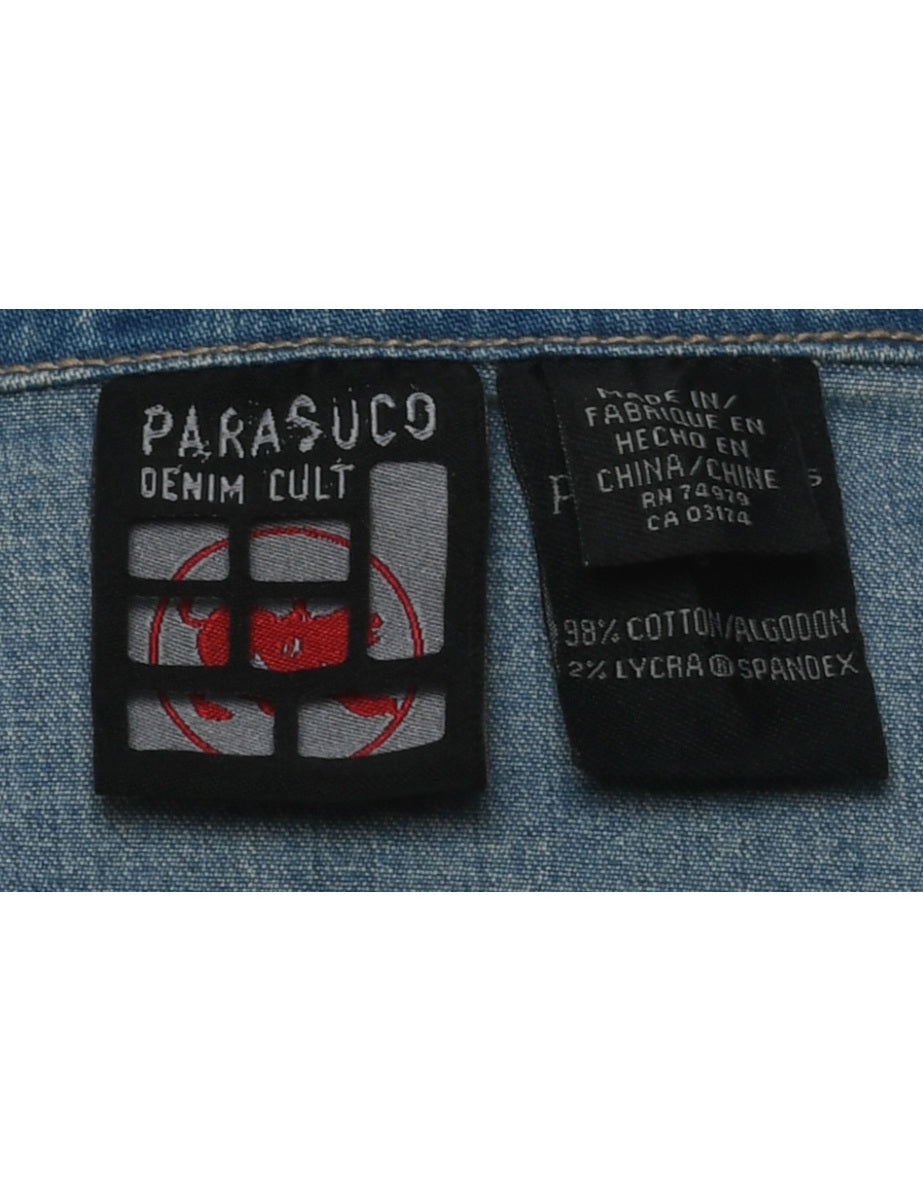 PARASUCO
DENIM CULT
MADE IN/
FABRIQUE EN
HECHO EN
CHINA/CHINE
RN 74979
CA 03174
98% COTTON/ALGODON
2% LYCRA ® SPANDEX